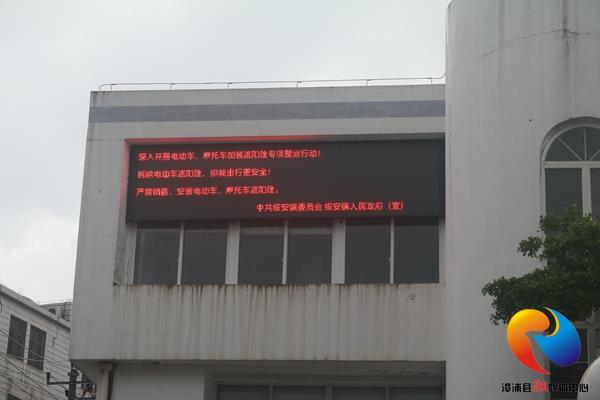 深入开展电动车、摩托车加装遮阳篷专项整治行动!
拆除电动车遮阳篷，你我出行更安全!
严禁销售、安装电动车、摩托车遮阳篷。
中共绥安镇委员会 绥安镇人民政府（宣）
漳浦县融媒体中心